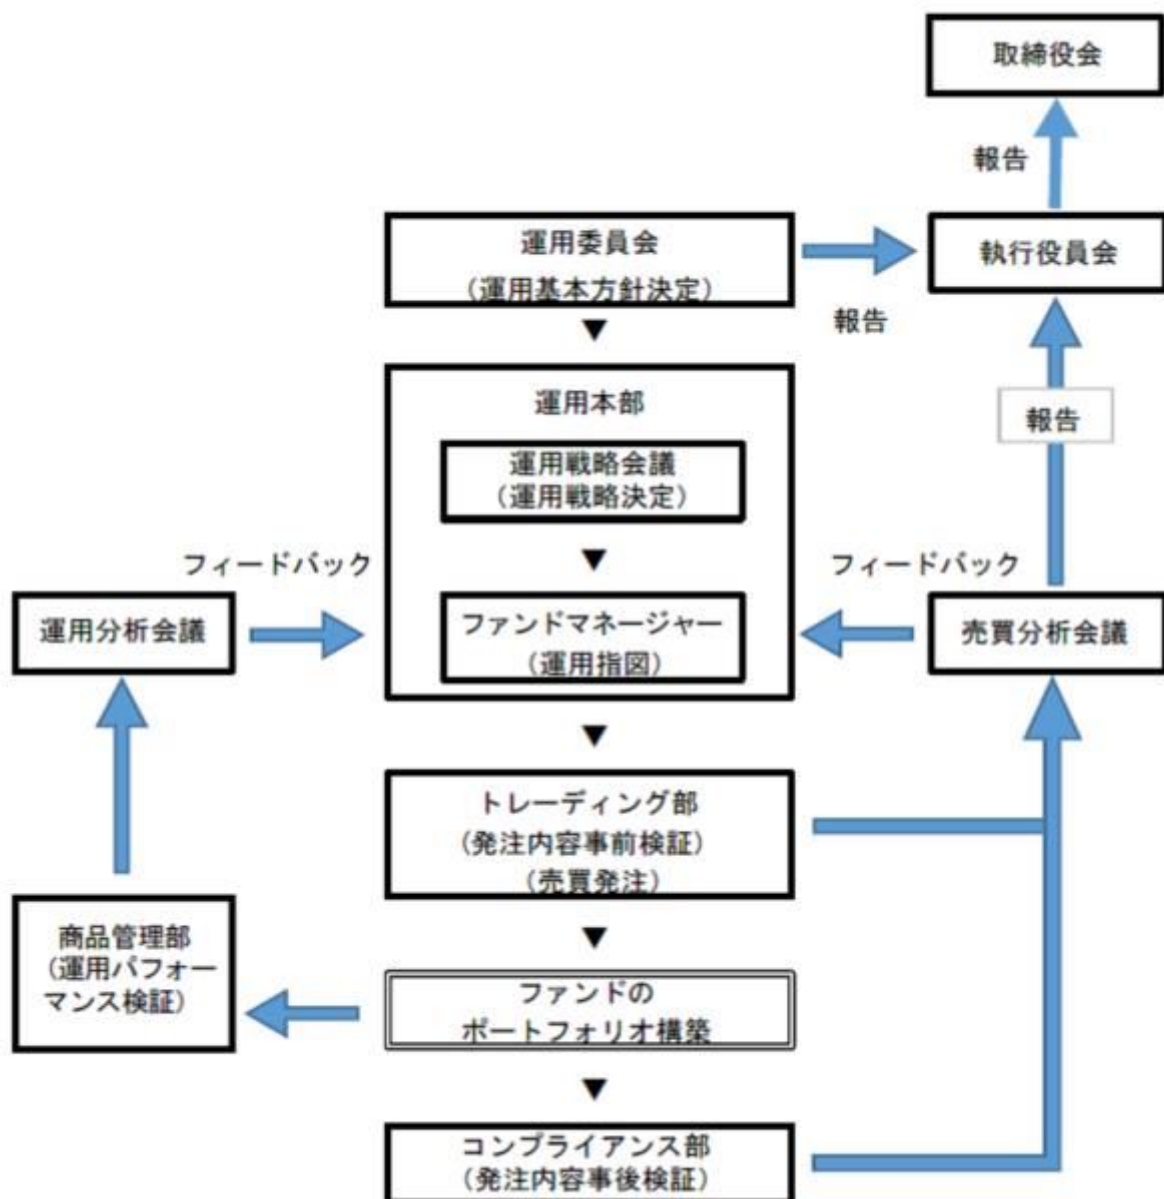 取締役会
報告
運用委員会
(運用基本方針決定)
執行役員会
報告
▼
運用本部
報告
運用戦略会議
(運用戦略決定)
▼
フィードバック
フィードバック
運用分析会議
ファンドマネージャー
(運用指図)
売買分析会議
▼
トレーディング部
(発注内容事前検証)
(売買発注)
▼
商品管理部
(運用パフォー
マンス検証)
ファンドの
ポートフォリオ構築
▼
コンプライアンス部
(発注内容事後検証)